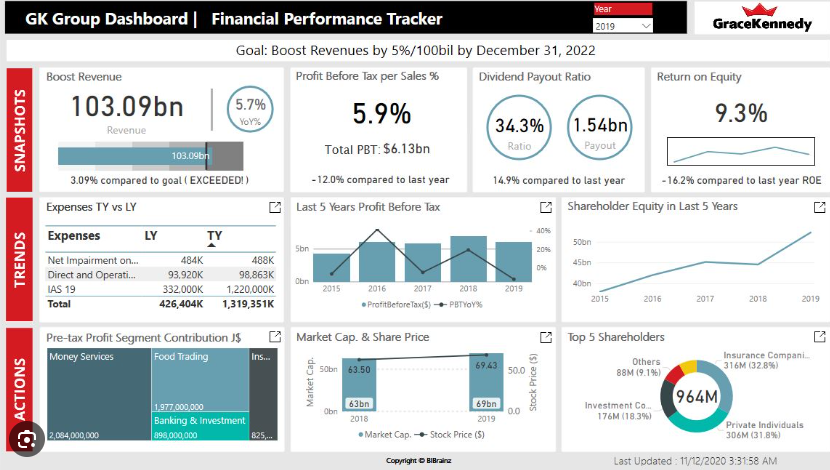 GK Group Dashboard | Financial Performance Tracker
Year
2019
GraceKennedy
Goal: Boost Revenues by 5%/100bil by December 31, 2022
SNAPSHOTS
Boost Revenue
103.09bn
Revenue
5.7%
YoY%
103.09bn
3.09% compared to goal ( EXCEEDED! )
Profit Before Tax per Sales %
5.9%
Total PBT: $6.13bn
-12.0% compared to last year
Dividend Payout Ratio
34.3%
Ratio
1.54bn
Payout
14.9% compared to last year
Return on Equity
9.3%
-16.2% compared to last year ROE
TRENDS
Expenses TY vs LY
Expenses LY TY
Net Impairment on... 484K 488K
Direct and Operati... 93,920K 98,863K
IAS 19 332,000K 1,220,000K
Total 426,404K 1,319,351K
Last 5 Years Profit Before Tax
5bn
0bn
40%
20%
0%
2015 2016 2017 2018 2019
ProfitBeforeTax($) PBTYoY%
Shareholder Equity in Last 5 Years
50bn
45bn
40bn
2015 2016 2017 2018 2019
ACTIONS
Pre-tax Profit Segment Contribution J$
Money Services
2,084,000,000
Food Trading
1,977,000,000
Banking & Investment
898,000,000
Ins...
825,...
Market Cap. & Share Price
Market Cap.
50bn
0bn
63.50
63bn
69.43
69bn
50.0
0.0
Stock Price ($)
2018 2019
Market Cap. Stock Price ($)
Top 5 Shareholders
Others
88M (9.1%)
Insurance Compani...
316M (32.8%)
964M
Investment Co...
176M (18.3%)
Private Individuals
306M (31.8%)
Copyright © BIBrainz
Last Updated : 11/12/2020 3:31:58 AM